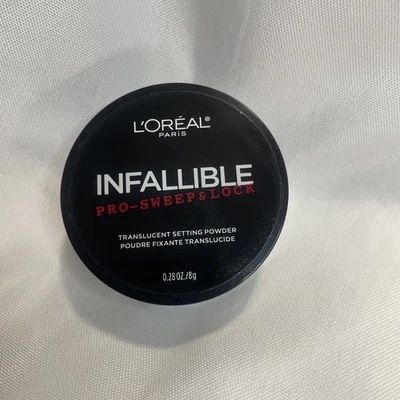 L'ORÉAL®
PARIS
INFALLIBLE
PRO-SWEEP&LOCK
TRANSLUCENT SETTING POWDER
POUDRE FIXANTE TRANSLUCIDE
0.28 OZ./8g